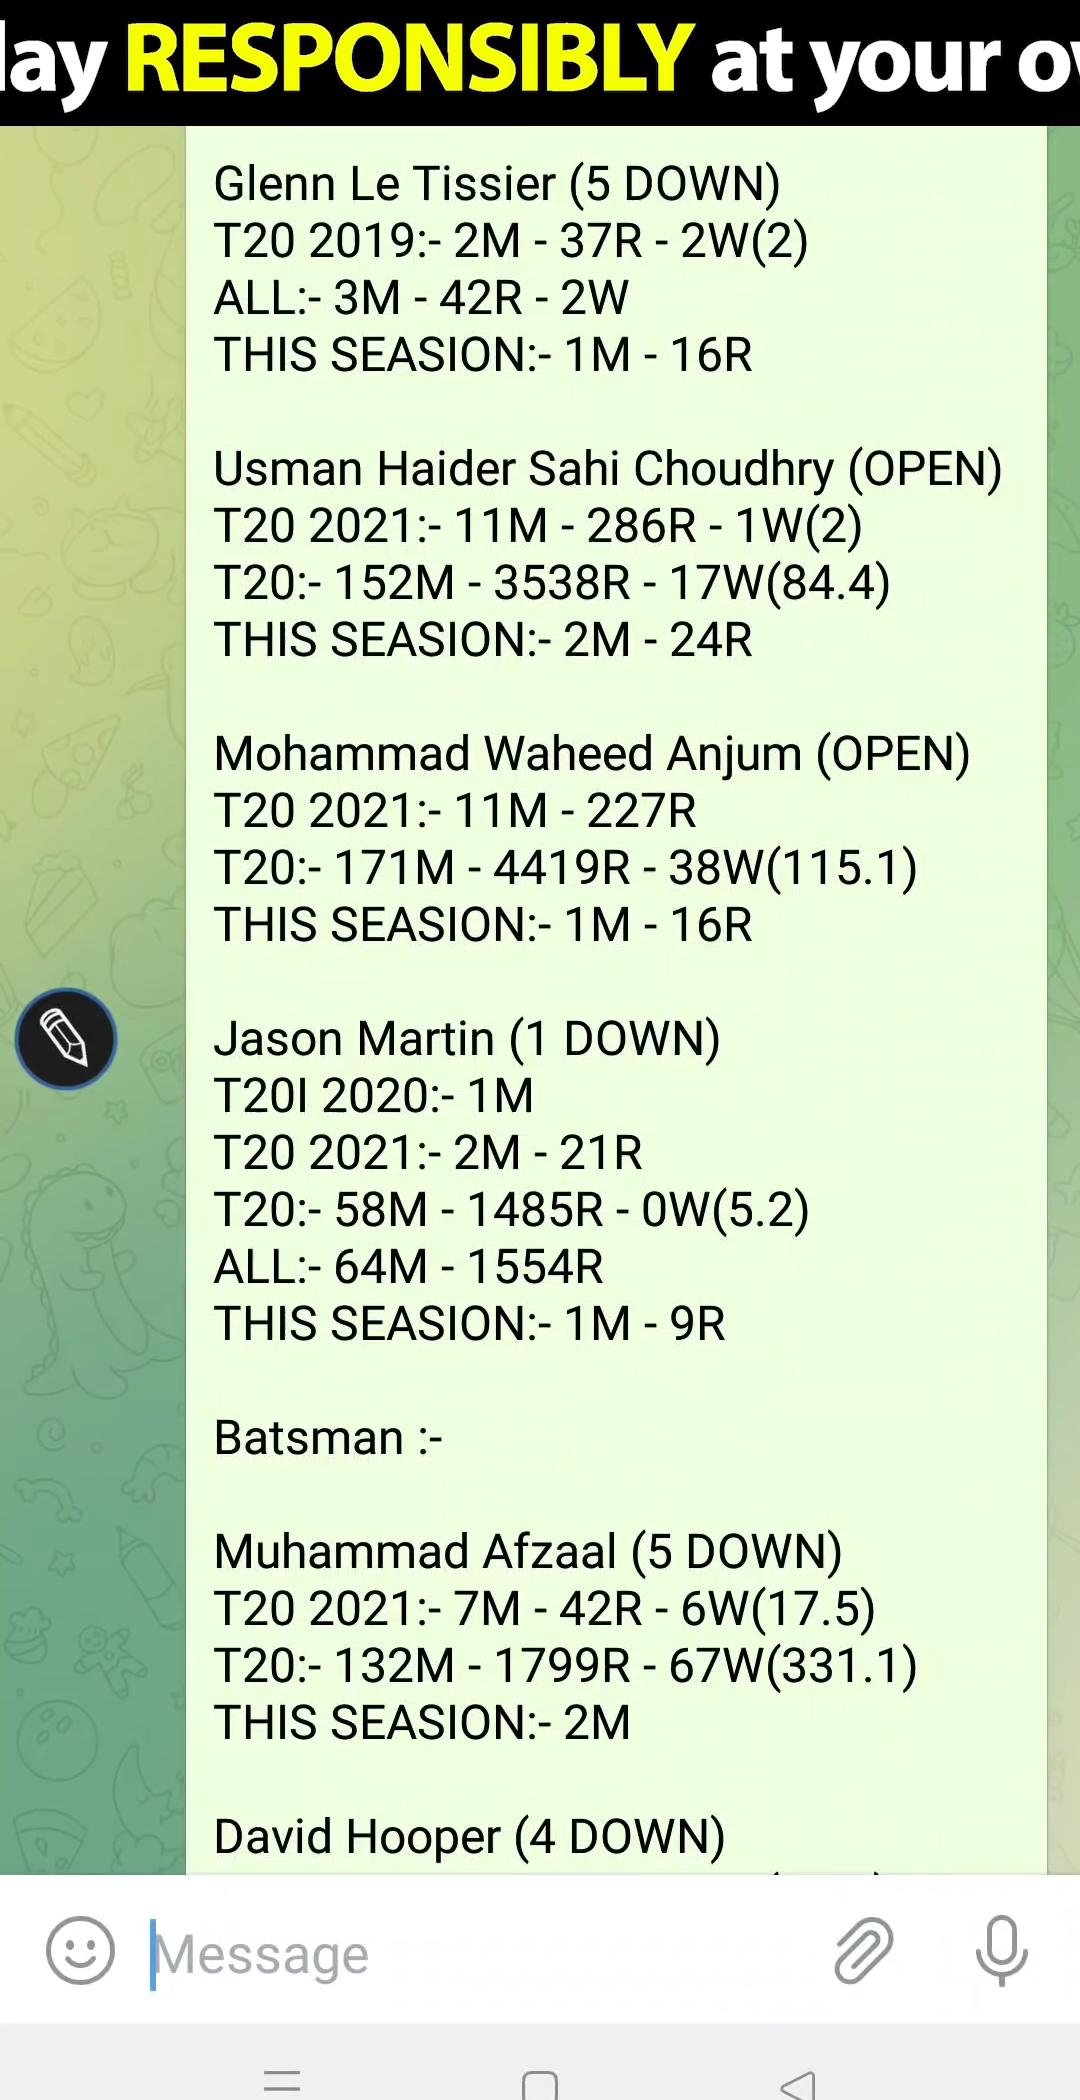 lay RESPONSIBLY at your o
Glenn Le Tissier (5 DOWN)
T20 2019:- 2M - 37R - 2W(2)
ALL:- 3M - 42R - 2W
THIS SEASION:- 1M - 16R
Usman Haider Sahi Choudhry (OPEN)
T20 2021:- 11M - 286R - 1W(2)
T20:- 152M - 3538R - 17W(84.4)
THIS SEASION:- 2M - 24R
Mohammad Waheed Anjum (OPEN)
T20 2021:- 11M - 227R
T20:- 171M - 4419R - 38W(115.1)
THIS SEASION:- 1M - 16R
Jason Martin (1 DOWN)
T20I 2020:- 1M
T20 2021:- 2M - 21R
T20:- 58M - 1485R - 0W(5.2)
ALL:- 64M - 1554R
THIS SEASION:- 1M - 9R
Batsman :-
Muhammad Afzaal (5 DOWN)
T20 2021:- 7M - 42R - 6W(17.5)
T20:- 132M - 1799R - 67W(331.1)
THIS SEASION:- 2M
David Hooper (4 DOWN)
Message